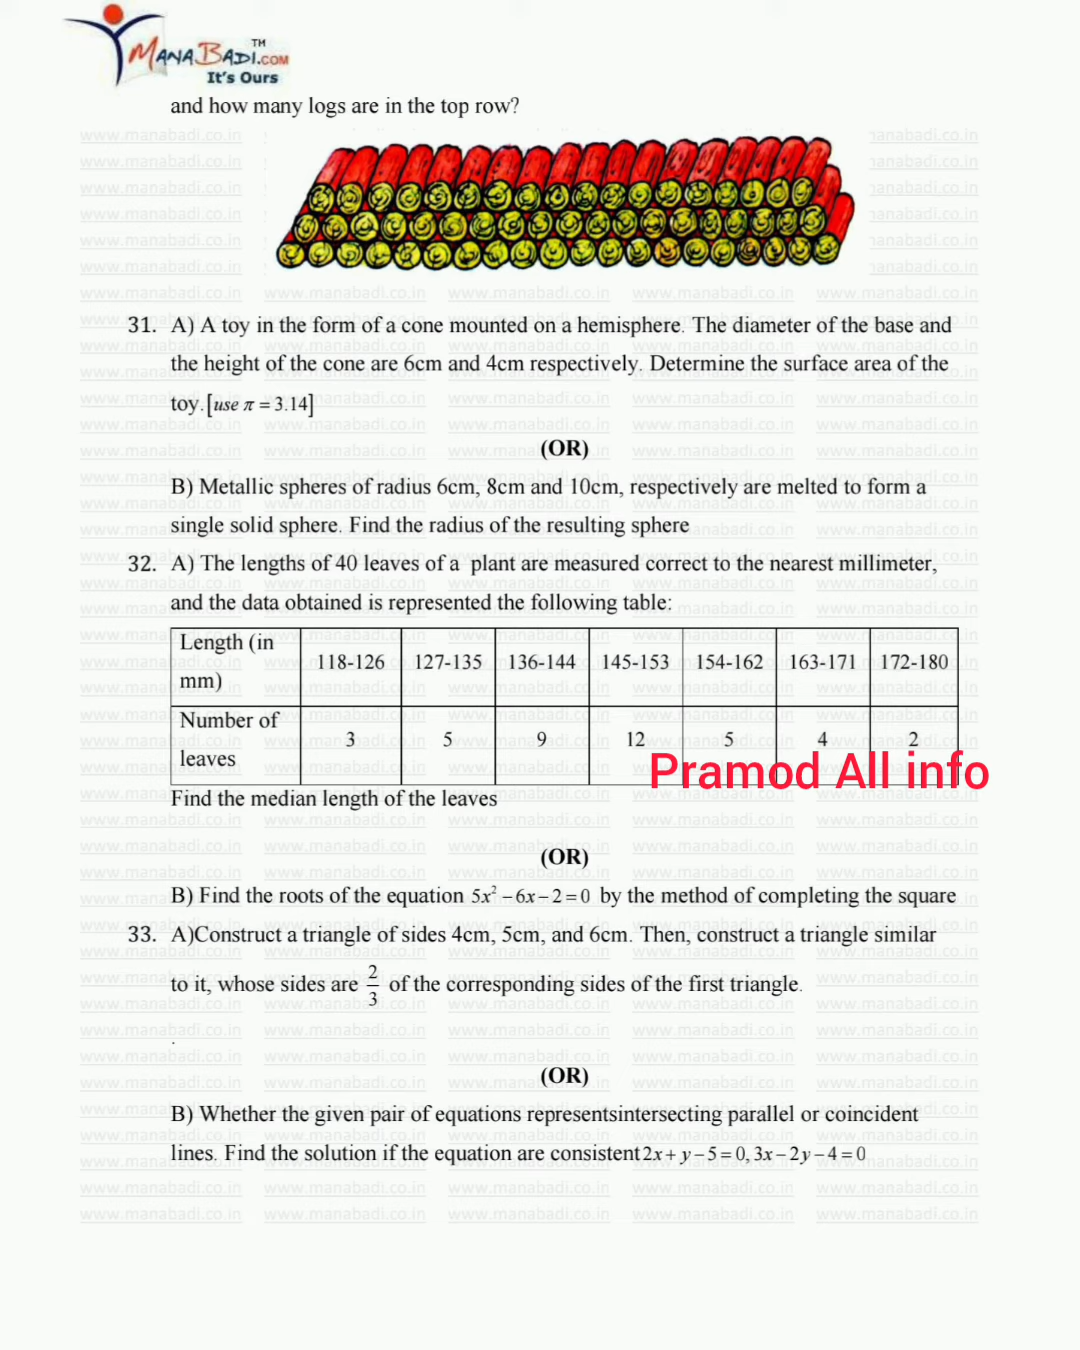 MANABADI.COM TM
It's Ours
and how many logs are in the top row?
31. A) A toy in the form of a cone mounted on a hemisphere. The diameter of the base and
the height of the cone are 6cm and 4cm respectively. Determine the surface area of the
toy.[use π = 3.14]
(OR)
B) Metallic spheres of radius 6cm, 8cm and 10cm, respectively are melted to form a
single solid sphere. Find the radius of the resulting sphere
32. A) The lengths of 40 leaves of a plant are measured correct to the nearest millimeter,
and the data obtained is represented the following table:
Length (in mm) 118-126 127-135 136-144 145-153 154-162 163-171 172-180
Number of leaves 3 5 9 12 5 4 2
Pramod All info
Find the median length of the leaves
(OR)
B) Find the roots of the equation 5x² – 6x – 2 = 0 by the method of completing the square
33. A)Construct a triangle of sides 4cm, 5cm, and 6cm. Then, construct a triangle similar
to it, whose sides are 2/3 of the corresponding sides of the first triangle.
(OR)
B) Whether the given pair of equations representsintersecting parallel or coincident
lines. Find the solution if the equation are consistent 2x + y – 5 = 0, 3x – 2y – 4 = 0
www.manabadi.co.in